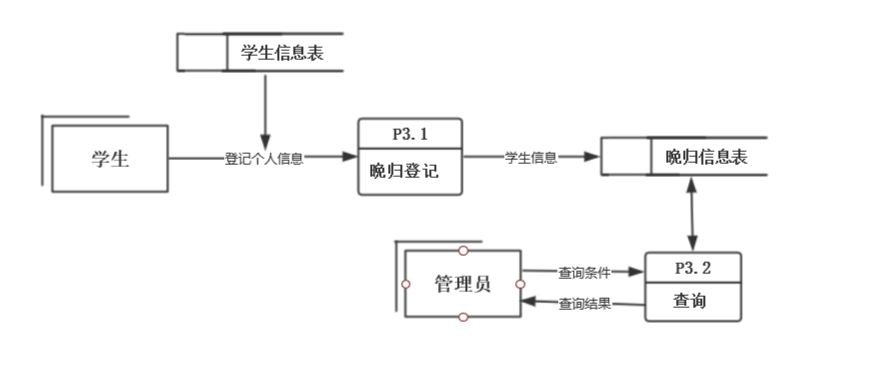 学生信息表
学生
登记个人信息
P3.1
晚归登记
学生信息
晚归信息表
管理员
查询条件
查询结果
P3.2
查询